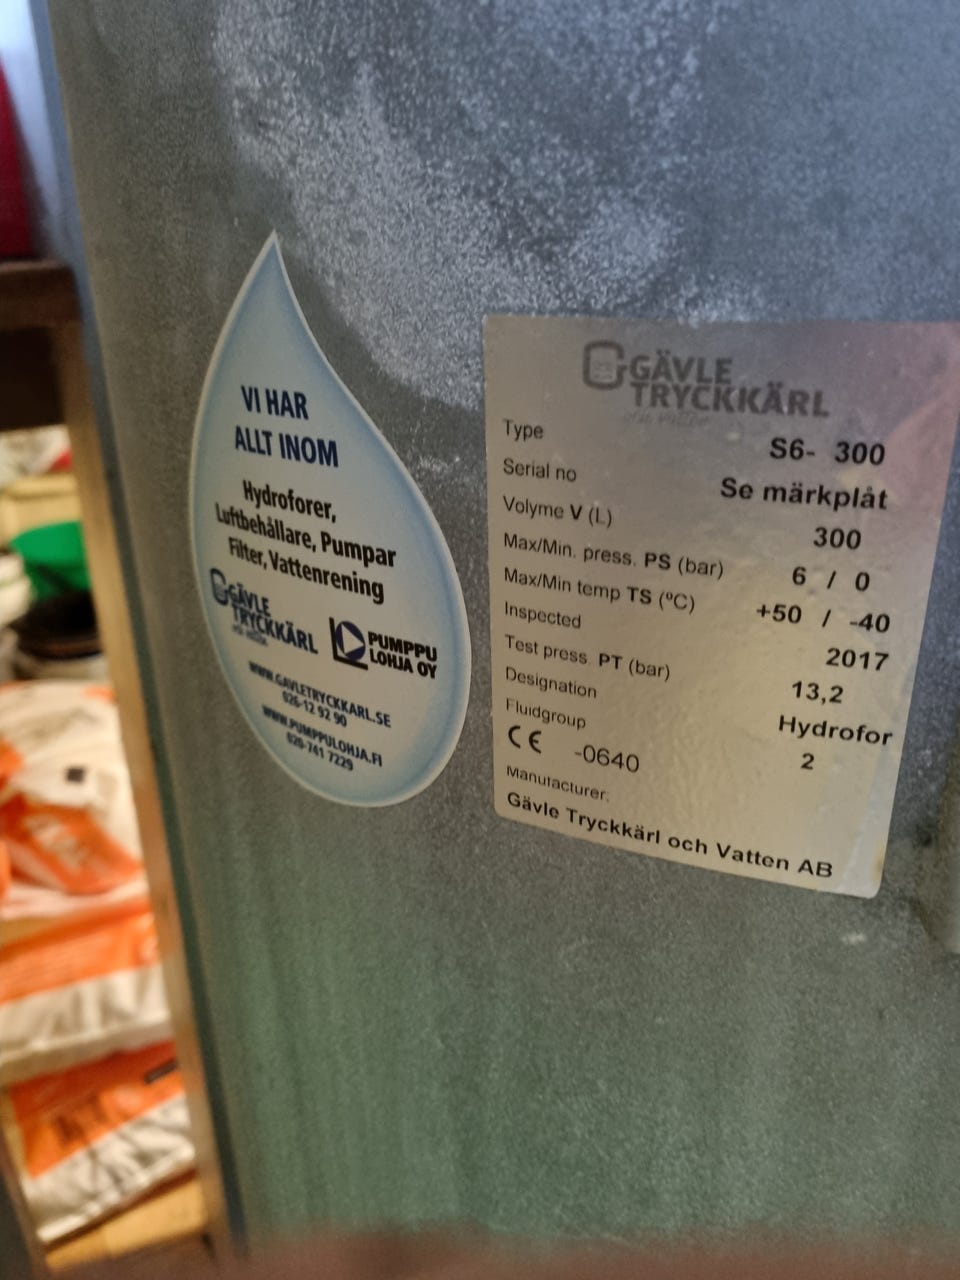 VI HAR
ALLT INOM
Hydroforer,
Luftbehållare, Pumpar
Filter, Vattenrening
GÄVLE
TRYCKKÄRL
PUMPPU
LOHJA OY
WWW.GAVLETRYCKKARL.SE
026-12 92 90
WWW.PUMPPULOHJA.FI
020-741 7229
GÄVLE
TRYCKKÄRL
Type S6- 300
Serial no Se märkplåt
Volyme V (L) 300
Max/Min. press. PS (bar) 6 / 0
Max/Min temp TS (ºC) +50 / -40
Inspected 2017
Test press. PT (bar) 13,2
Designation Hydrofor
Fluidgroup 2
CE -0640
Manufacturer:
Gävle Tryckkärl och Vatten AB